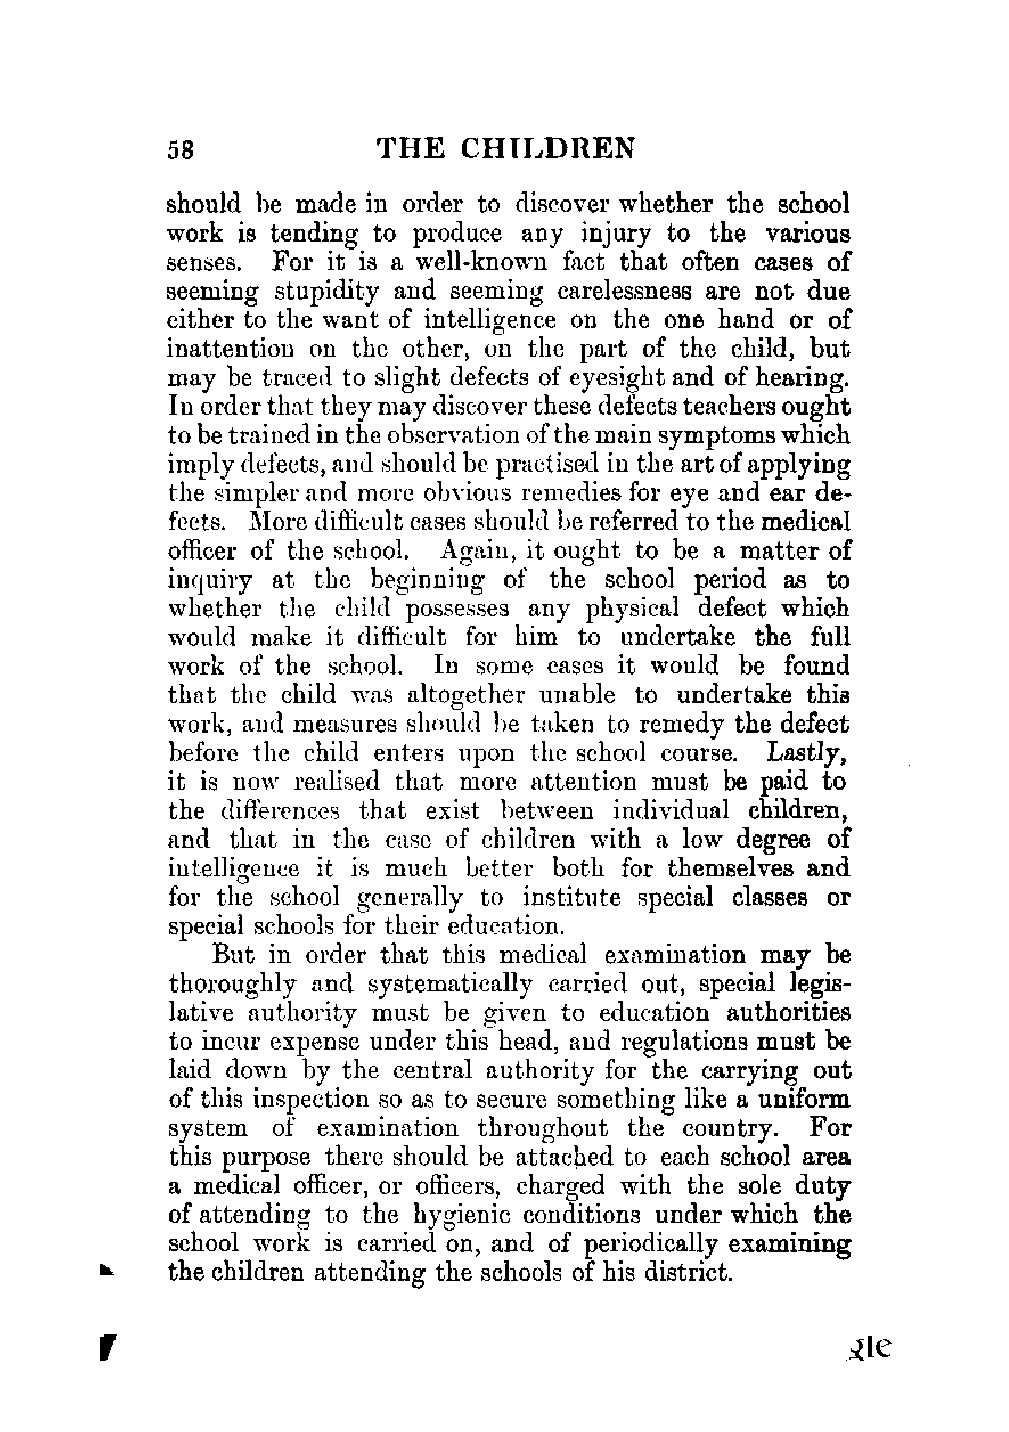 58 THE CHILDREN
should be made in order to discover whether the school
work is tending to produce any injury to the various
senses. For it is a well-known fact that often cases of
seeming stupidity and seeming carelessness are not due
either to the want of intelligence on the one hand or of
inattention on the other, on the part of the child, but
may be traced to slight defects of eyesight and of hearing.
In order that they may discover these defects teachers ought
to be trained in the observation of the main symptoms which
imply defects, and should be practised in the art of applying
the simpler and more obvious remedies for eye and ear de-
fects. More difficult cases should be referred to the medical
officer of the school. Again, it ought to be a matter of
inquiry at the beginning of the school period as to
whether the child possesses any physical defect which
would make it difficult for him to undertake the full
work of the school. In some cases it would be found
that the child was altogether unable to undertake this
work, and measures should be taken to remedy the defect
before the child enters upon the school course. Lastly,
it is now realised that more attention must be paid to
the differences that exist between individual children,
and that in the case of children with a low degree of
intelligence it is much better both for themselves and
for the school generally to institute special classes or
special schools for their education.
But in order that this medical examination may be
thoroughly and systematically carried out, special legis-
lative authority must be given to education authorities
to incur expense under this head, and regulations must be
laid down by the central authority for the carrying out
of this inspection so as to secure something like a uniform
system of examination throughout the country. For
this purpose there should be attached to each school area
a medical officer, or officers, charged with the sole duty
of attending to the hygienic conditions under which the
school work is carried on, and of periodically examining
the children attending the schools of his district.
gle